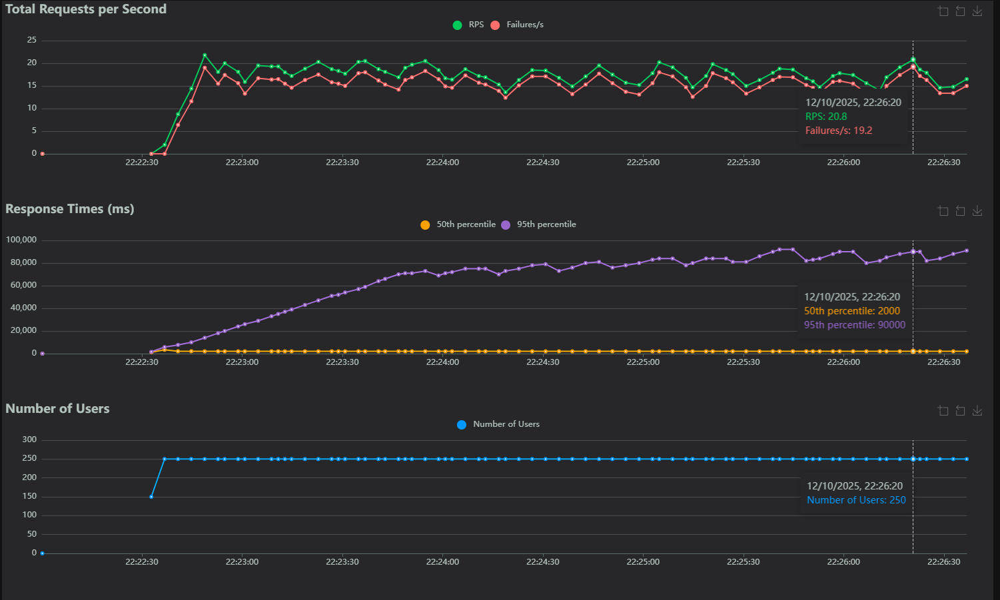 Total Requests per Second
RPS Failures/s
25
20
15
10
5
0
12/10/2025, 22:26:20
RPS: 20.8
Failures/s: 19.2
22:22:30 22:23:00 22:23:30 22:24:00 22:24:30 22:25:00 22:25:30 22:26:00 22:26:30
Response Times (ms)
50th percentile 95th percentile
100,000
80,000
60,000
40,000
20,000
0
12/10/2025, 22:26:20
50th percentile: 2000
95th percentile: 90000
22:22:30 22:23:00 22:23:30 22:24:00 22:24:30 22:25:00 22:25:30 22:26:00 22:26:30
Number of Users
Number of Users
300
250
200
150
100
50
0
12/10/2025, 22:26:20
Number of Users: 250
22:22:30 22:23:00 22:23:30 22:24:00 22:24:30 22:25:00 22:25:30 22:26:00 22:26:30